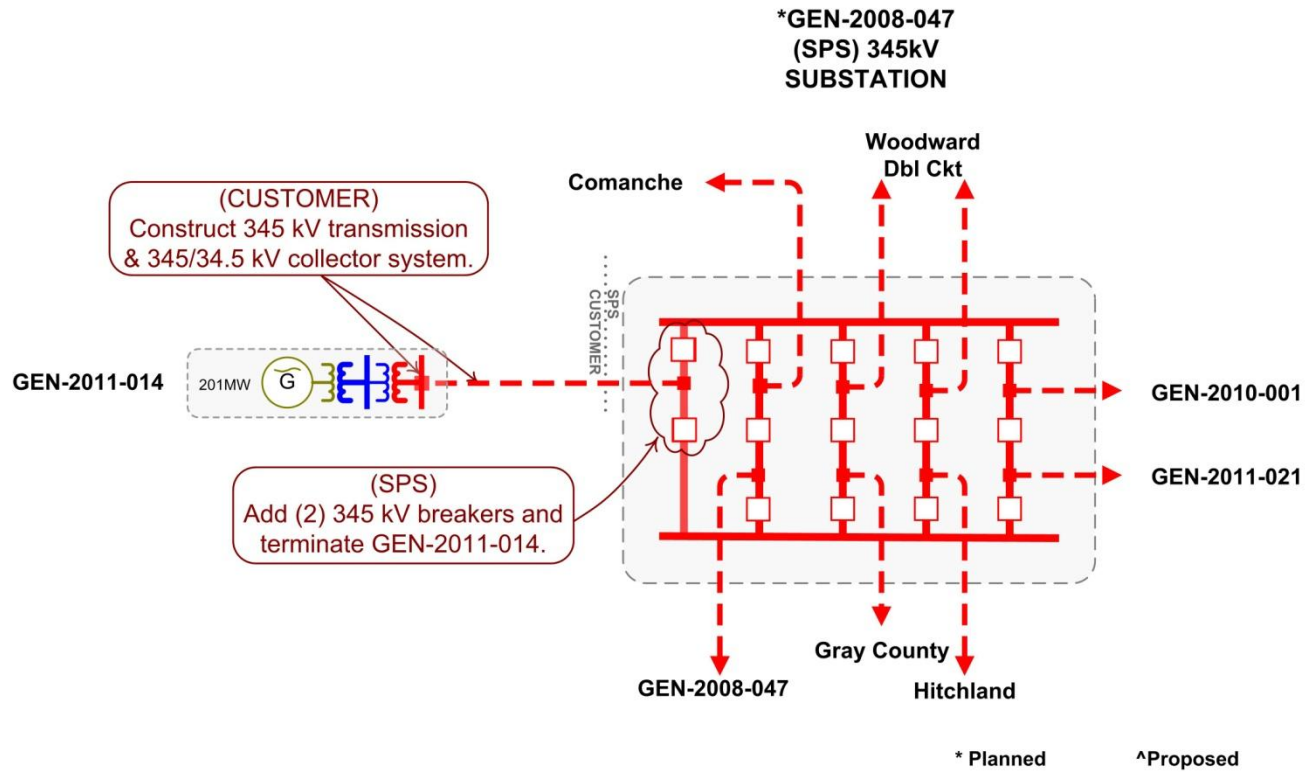 *GEN-2008-047
(SPS) 345kV
SUBSTATION
Woodward
Dbl Ckt
Comanche
(CUSTOMER)
Construct 345 kV transmission
& 345/34.5 kV collector system.
SPS
CUSTOMER
GEN-2011-014
201MW
G
GEN-2010-001
GEN-2011-021
(SPS)
Add (2) 345 kV breakers and
terminate GEN-2011-014.
Gray County
GEN-2008-047
Hitchland
* Planned
^Proposed